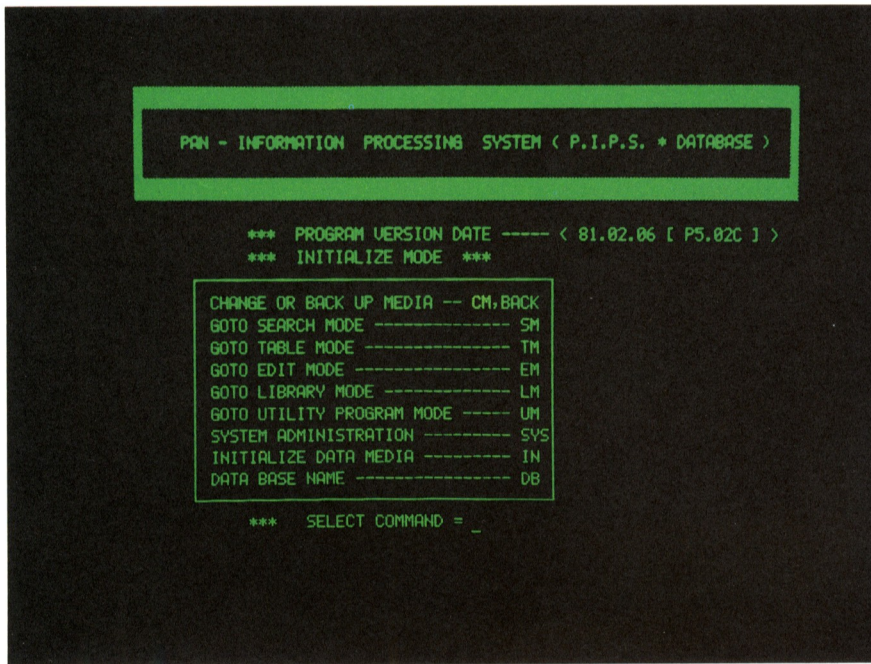 PAN - INFORMATION PROCESSING SYSTEM ( P.I.P.S. * DATABASE )
*** PROGRAM VERSION DATE ----- ( 81.02.06 [ P5.02C ] )
*** INITIALIZE MODE ***
CHANGE OR BACK UP MEDIA -- CM,BACK
GOTO SEARCH MODE --------------- SM
GOTO TABLE MODE ---------------- TM
GOTO EDIT MODE ----------------- EM
GOTO LIBRARY MODE -------------- LM
GOTO UTILITY PROGRAM MODE ----- UM
SYSTEM ADMINISTRATION --------- SYS
INITIALIZE DATA MEDIA --------- IN
DATA BASE NAME ---------------- DB
*** SELECT COMMAND = _